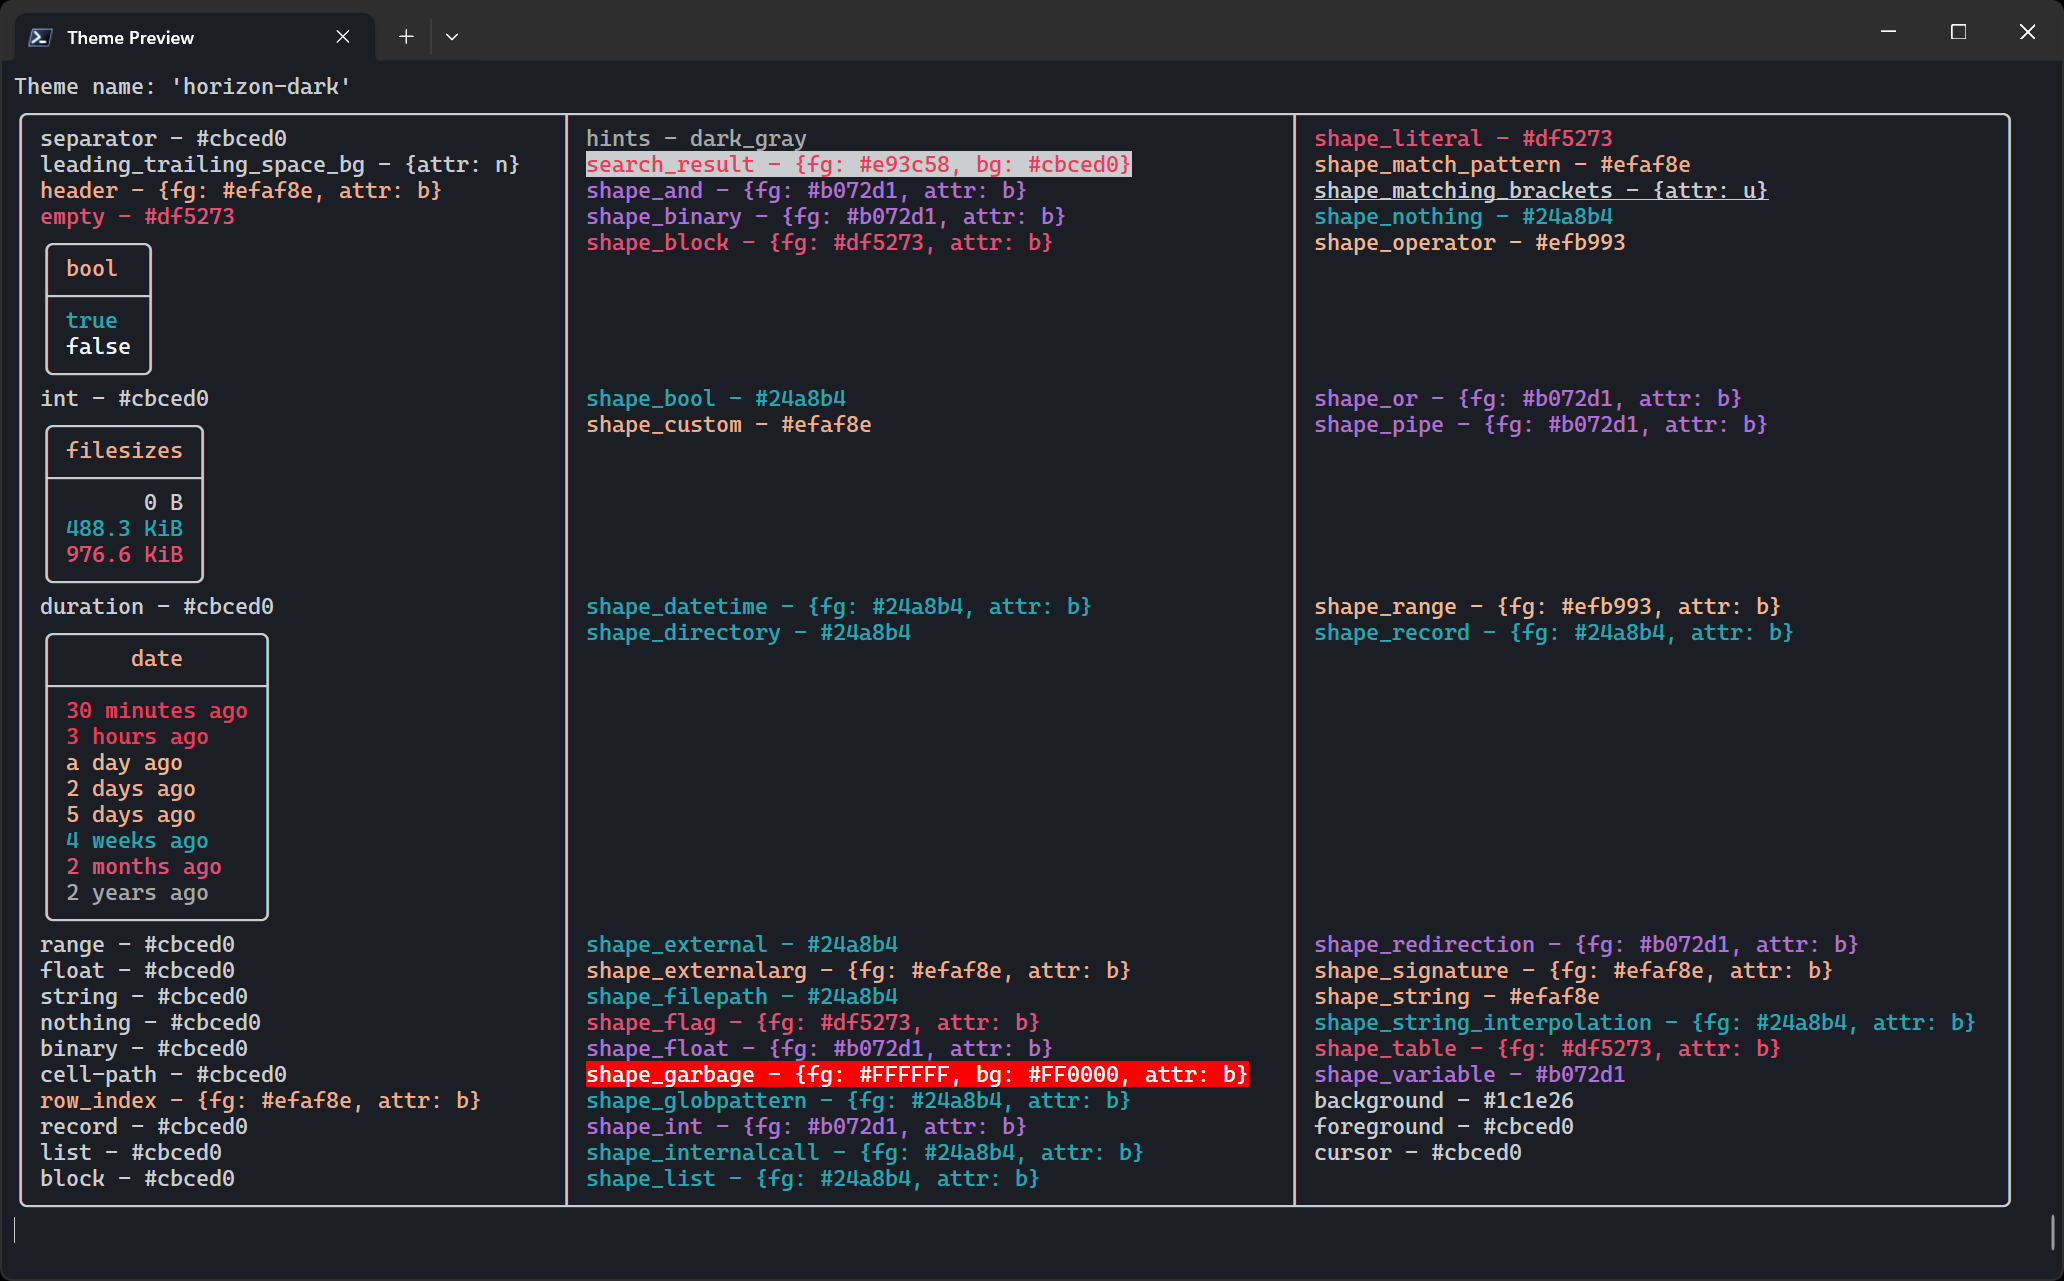 Theme Preview
Theme name: 'horizon-dark'
separator - #cbced0
leading_trailing_space_bg - {attr: n}
header - {fg: #efaf8e, attr: b}
empty - #df5273
bool
true
false
int - #cbced0
filesizes
0 B
488.3 KiB
976.6 KiB
duration - #cbced0
date
30 minutes ago
3 hours ago
a day ago
2 days ago
5 days ago
4 weeks ago
2 months ago
2 years ago
range - #cbced0
float - #cbced0
string - #cbced0
nothing - #cbced0
binary - #cbced0
cell-path - #cbced0
row_index - {fg: #efaf8e, attr: b}
record - #cbced0
list - #cbced0
block - #cbced0
hints - dark_gray
search_result - {fg: #e93c58, bg: #cbced0}
shape_and - {fg: #b072d1, attr: b}
shape_binary - {fg: #b072d1, attr: b}
shape_block - {fg: #df5273, attr: b}
shape_bool - #24a8b4
shape_custom - #efaf8e
shape_datetime - {fg: #24a8b4, attr: b}
shape_directory - #24a8b4
shape_external - #24a8b4
shape_externalarg - {fg: #efaf8e, attr: b}
shape_filepath - #24a8b4
shape_flag - {fg: #df5273, attr: b}
shape_float - {fg: #b072d1, attr: b}
shape_garbage - {fg: #FFFFFF, bg: #FF0000, attr: b}
shape_globpattern - {fg: #24a8b4, attr: b}
shape_int - {fg: #b072d1, attr: b}
shape_internalcall - {fg: #24a8b4, attr: b}
shape_list - {fg: #24a8b4, attr: b}
shape_literal - #df5273
shape_match_pattern - #efaf8e
shape_matching_brackets - {attr: u}
shape_nothing - #24a8b4
shape_operator - #efb993
shape_or - {fg: #b072d1, attr: b}
shape_pipe - {fg: #b072d1, attr: b}
shape_range - {fg: #efb993, attr: b}
shape_record - {fg: #24a8b4, attr: b}
shape_redirection - {fg: #b072d1, attr: b}
shape_signature - {fg: #efaf8e, attr: b}
shape_string - #efaf8e
shape_string_interpolation - {fg: #24a8b4, attr: b}
shape_table - {fg: #df5273, attr: b}
shape_variable - #b072d1
background - #1c1e26
foreground - #cbced0
cursor - #cbced0